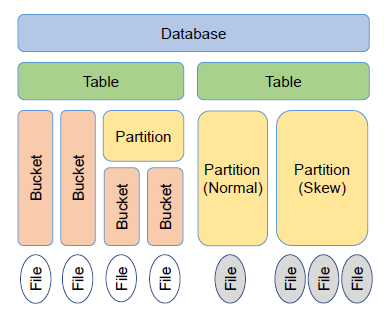 Database
Table
Table
Bucket
Bucket
Partition
Bucket
Bucket
Partition
(Normal)
Partition
(Skew)
File
File
File
File
File
File
File
File